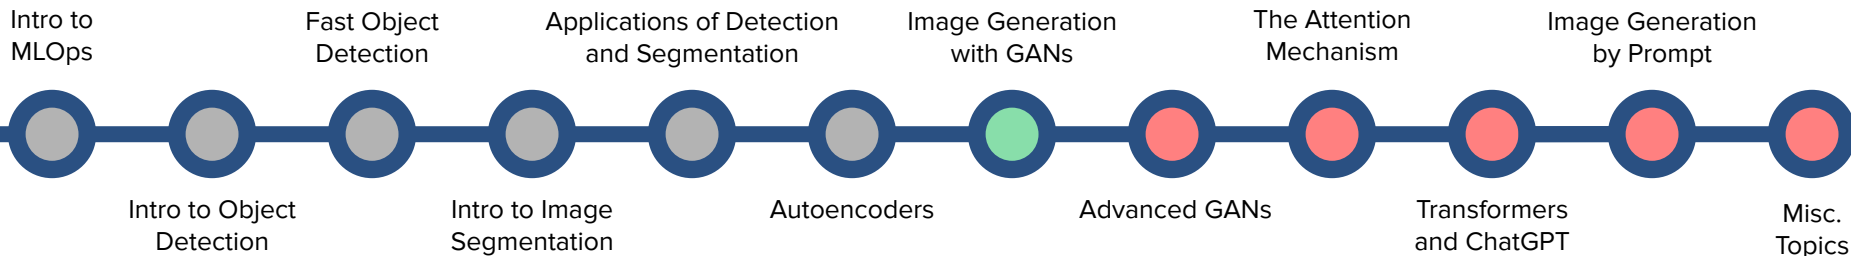 Intro to
MLOps
Intro to Object
Detection
Fast Object
Detection
Intro to Image
Segmentation
Applications of Detection
and Segmentation
Autoencoders
Image Generation
with GANs
Advanced GANs
The Attention
Mechanism
Transformers
and ChatGPT
Image Generation
by Prompt
Misc.
Topics